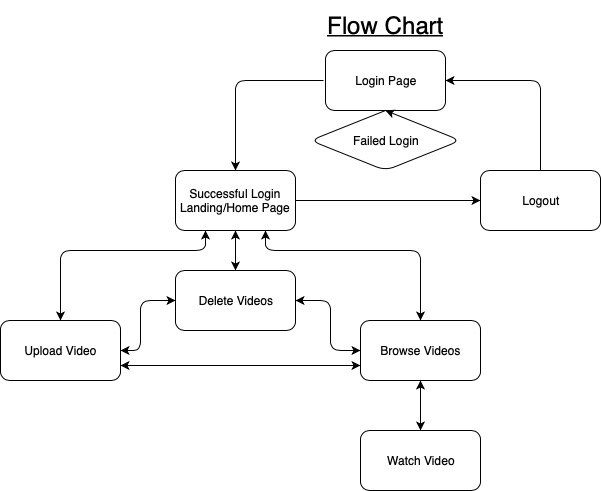 Flow Chart
Login Page
Failed Login
Successful Login
Landing/Home Page
Logout
Delete Videos
Upload Video
Browse Videos
Watch Video